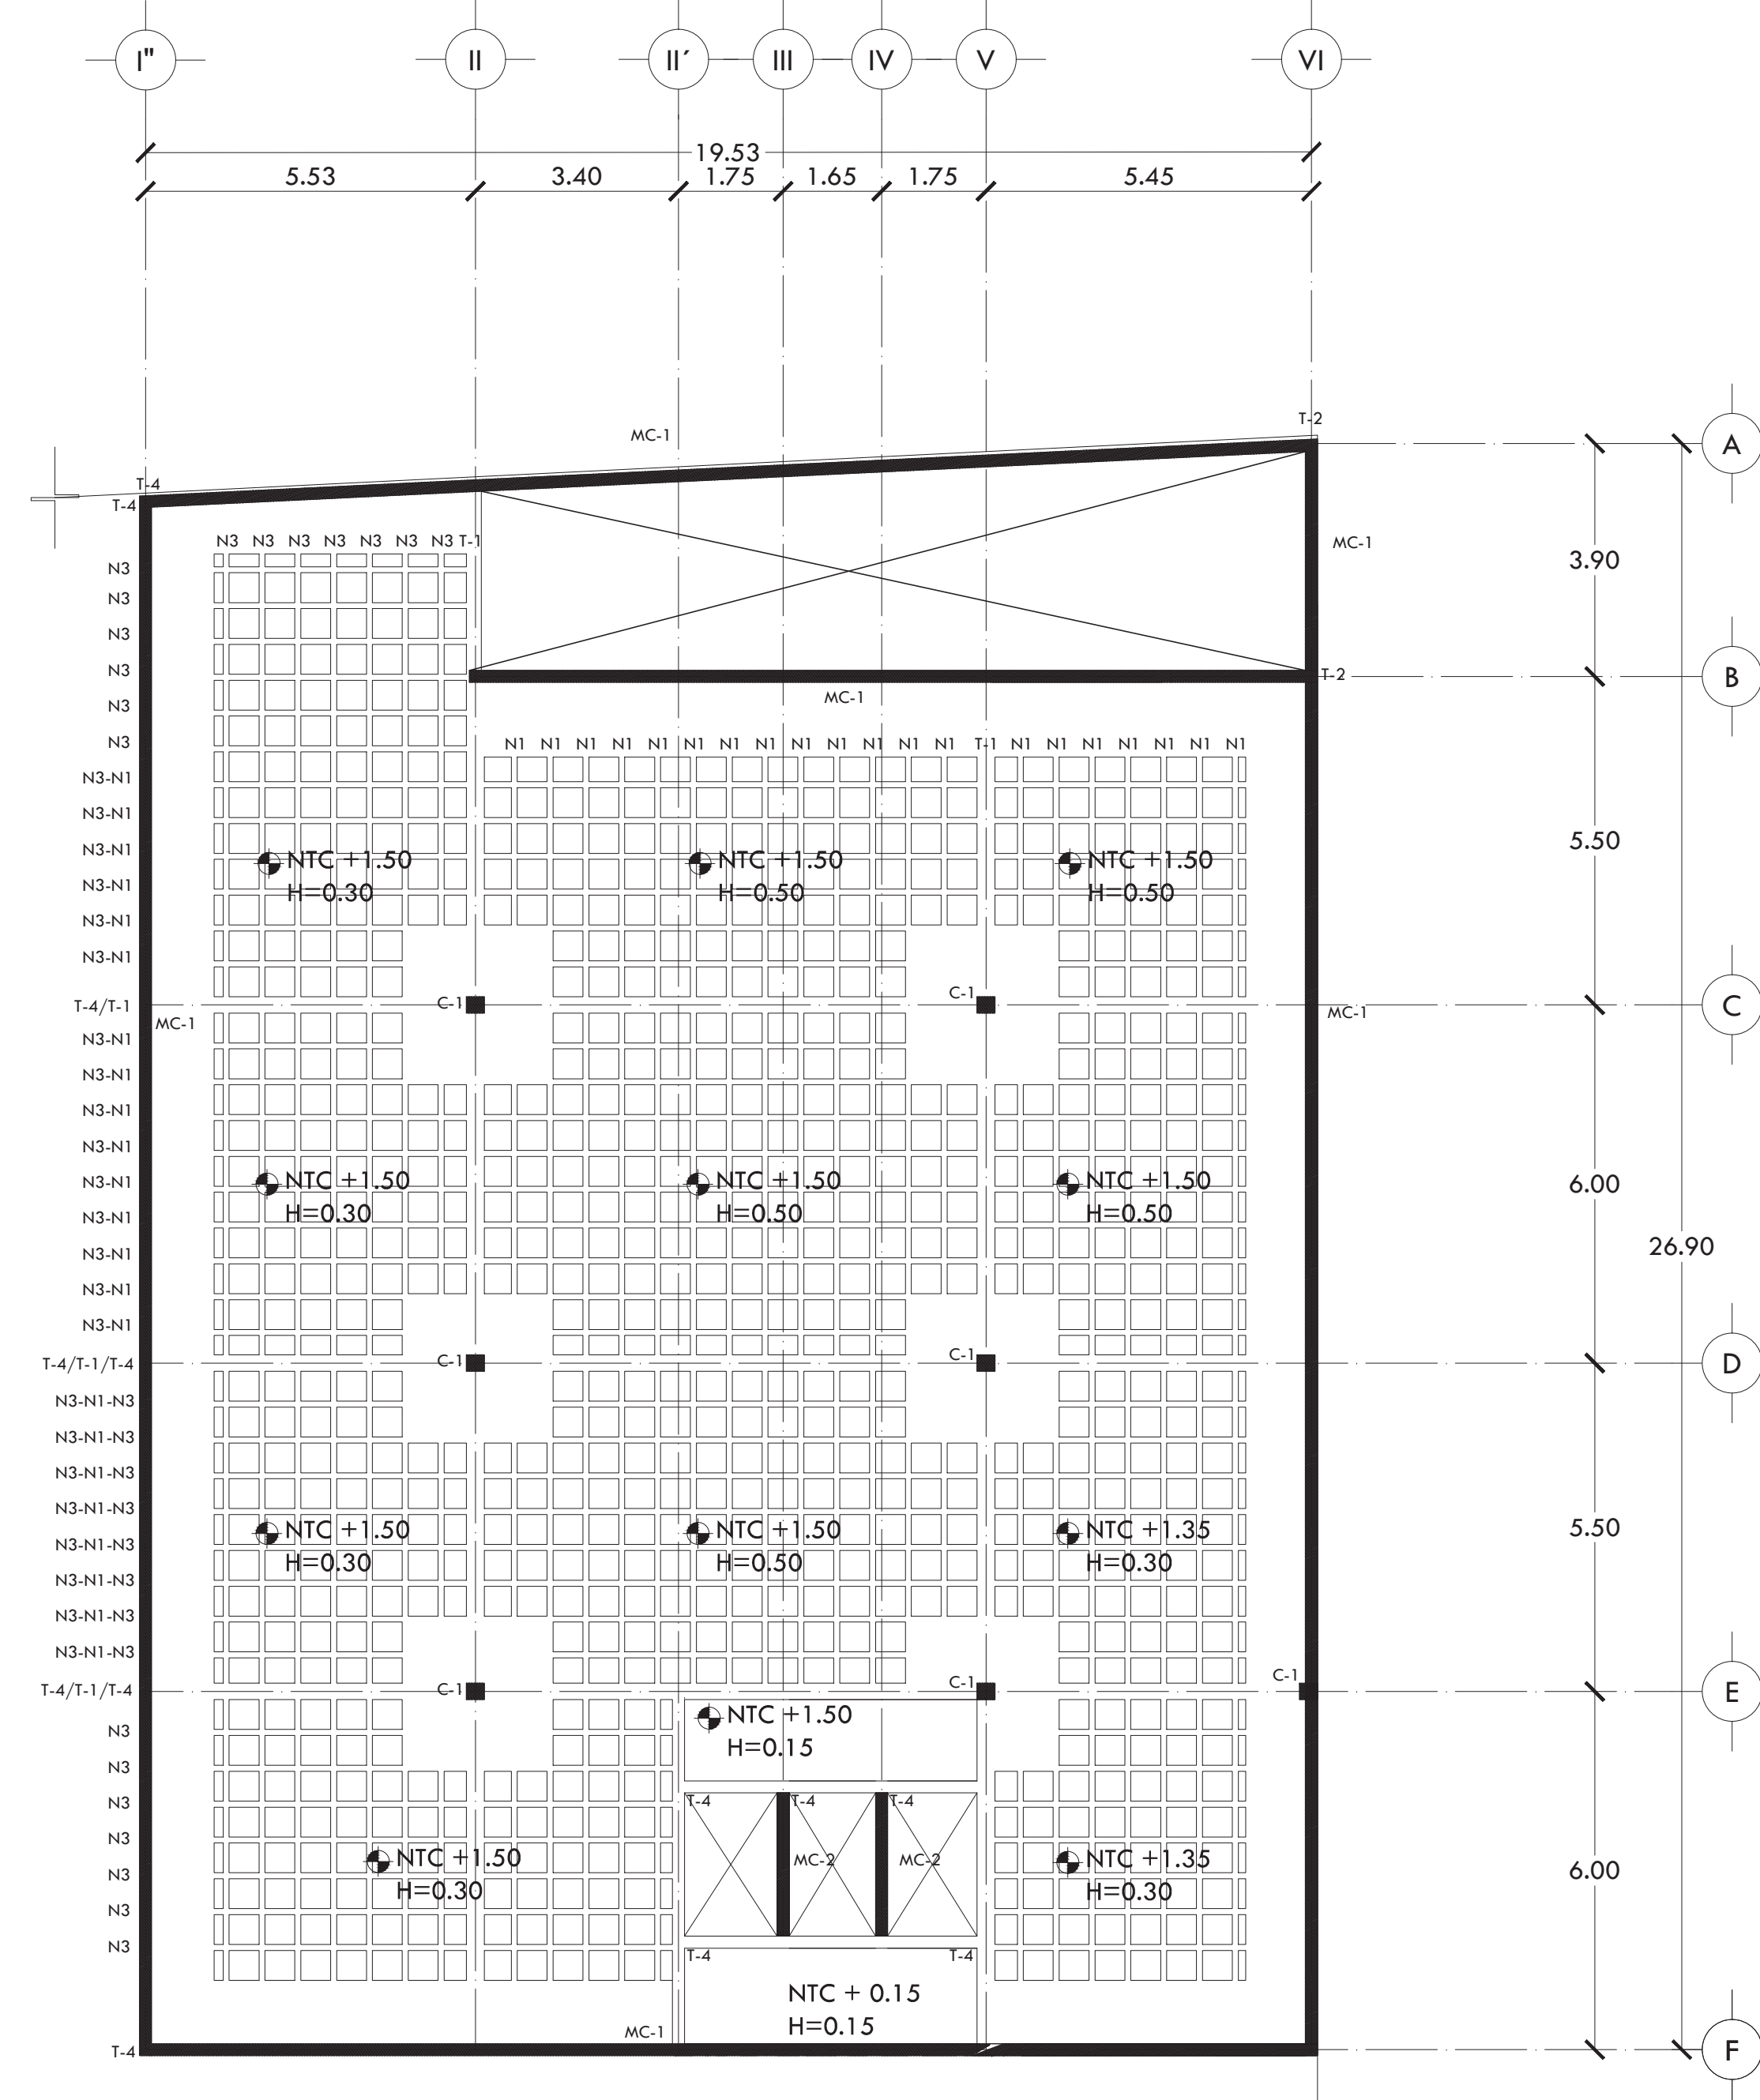 I" II II´ III IV V VI
19.53
5.53 3.40 1.75 1.65 1.75 5.45
T-2
A
MC-1
T-4
T-4
N3 N3 N3 N3 N3 N3 N3 T-1
MC-1
3.90
N3
N3
N3
N3
T-2
B
MC-1
N3
N3
N1 N1 N1 N1 N1 N1 N1 N1 N1 N1 N1 N1 N1 T-1 N1 N1 N1 N1 N1 N1 N1
N3-N1
N3-N1
5.50
N3-N1
NTC +1.50 NTC +1.50 NTC +1.50
H=0.30 H=0.50 H=0.50
N3-N1
N3-N1
N3-N1
T-4/T-1 C-1 C-1 C
MC-1 MC-1
N3-N1
N3-N1
N3-N1
N3-N1
N3-N1
NTC +1.50 NTC +1.50 NTC +1.50
6.00
H=0.30 H=0.50 H=0.50
N3-N1
26.90
N3-N1
N3-N1
N3-N1
T-4/T-1/T-4 C-1 C-1 D
N3-N1-N3
N3-N1-N3
N3-N1-N3
N3-N1-N3
NTC +1.50 NTC +1.50 NTC +1.35
5.50
N3-N1-N3
H=0.30 H=0.50 H=0.30
N3-N1-N3
N3-N1-N3
N3-N1-N3
T-4/T-1/T-4 C-1 C-1 C-1 E
NTC +1.50
H=0.15
N3
N3
N3
T-4 T-4 T-4
N3
NTC +1.50 MC-2 MC-2 NTC +1.35
H=0.30 H=0.30
6.00
N3
N3
N3
T-4 T-4
NTC + 0.15
H=0.15
MC-1
T-4
F